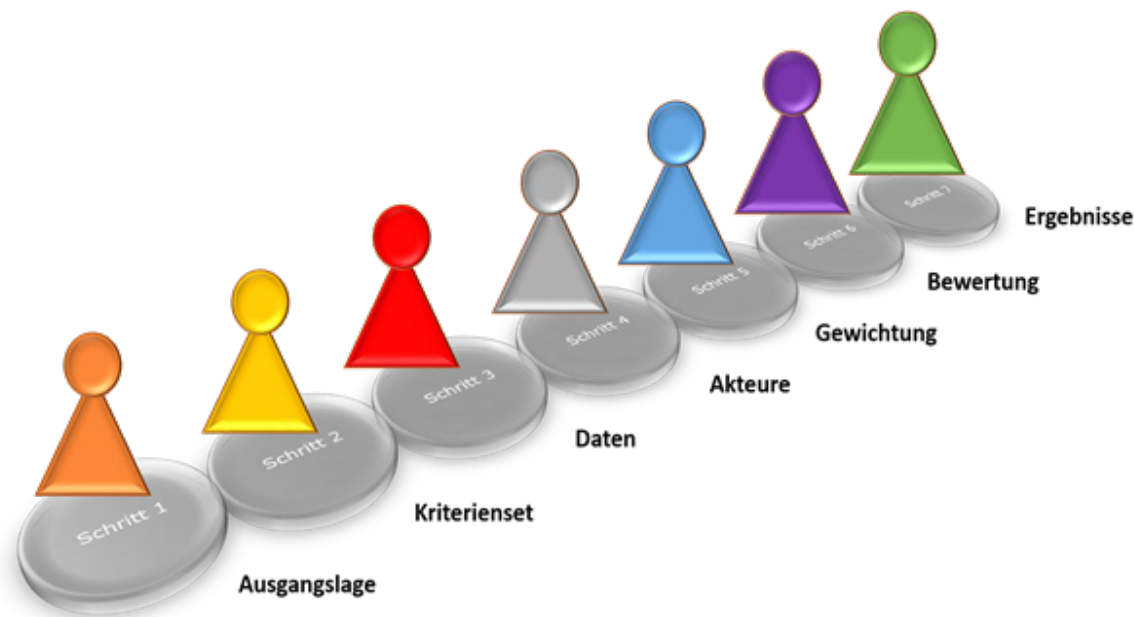 Schritt 1
Ausgangslage
Schritt 2
Kriterienset
Schritt 3
Daten
Schritt 4
Akteure
Schritt 5
Gewichtung
Schritt 6
Bewertung
Schritt 7
Ergebnisse